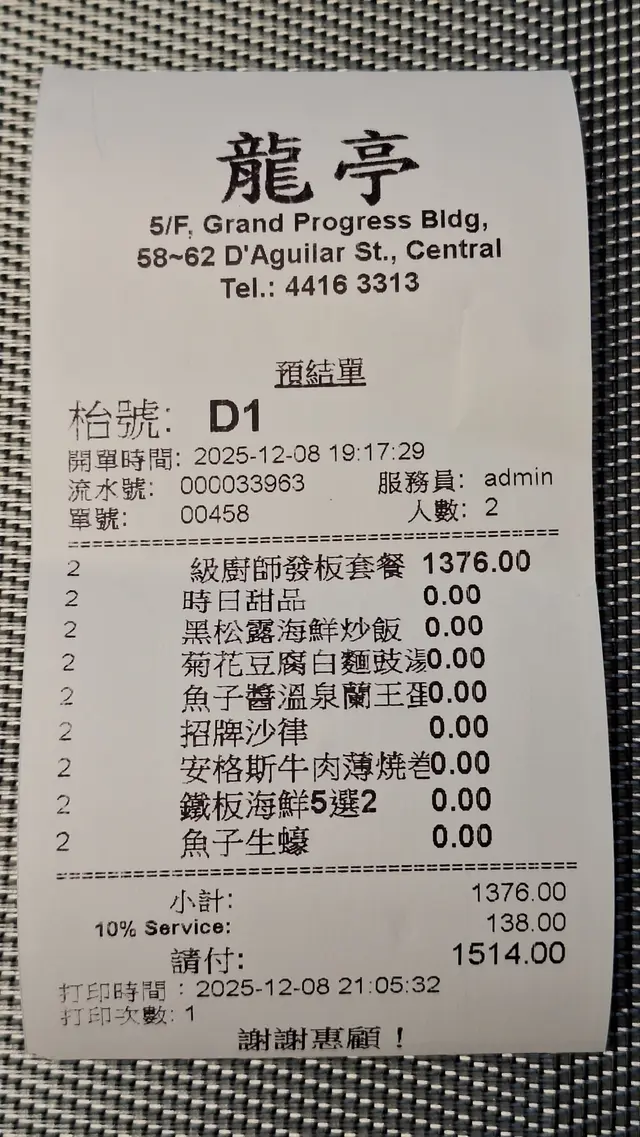 龍亭
5/F, Grand Progress Bldg,
58~62 D'Aguilar St., Central
Tel.: 4416 3313
預結單
枱號: D1
開單時間: 2025-12-08 19:17:29
流水號: 000033963 服務員: admin
單號: 00458 人數: 2
2 級廚師發板套餐 1376.00
2 時日甜品 0.00
2 黑松露海鮮炒飯 0.00
2 菊花豆腐白麵豉湯0.00
2 魚子醬溫泉蘭王蛋0.00
2 招牌沙律 0.00
2 安格斯牛肉薄燒卷0.00
2 鐵板海鮮5選2 0.00
2 魚子生蠔 0.00
小計: 1376.00
10% Service: 138.00
請付: 1514.00
打印時間: 2025-12-08 21:05:32
打印次數: 1
謝謝惠顧！